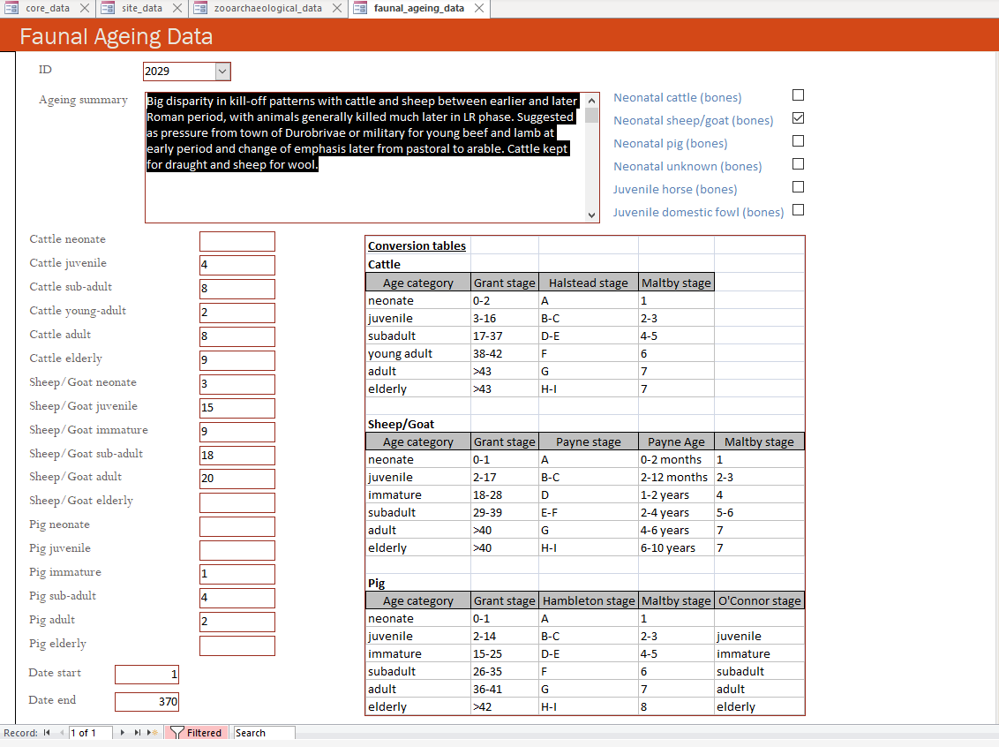 core_data site_data zooarchaeological_data faunal_ageing_data
Faunal Ageing Data
ID 2029
Ageing summary
Big disparity in kill-off patterns with cattle and sheep between earlier and later
Roman period, with animals generally killed much later in LR phase. Suggested
as pressure from town of Durobrivae or military for young beef and lamb at
early period and change of emphasis later from pastoral to arable. Cattle kept
for draught and sheep for wool.
Neonatal cattle (bones)
Neonatal sheep/goat (bones)
Neonatal pig (bones)
Neonatal unknown (bones)
Juvenile horse (bones)
Juvenile domestic fowl (bones)
Cattle neonate
Cattle juvenile 4
Cattle sub-adult 8
Cattle young-adult 2
Cattle adult 8
Cattle elderly 9
Sheep/Goat neonate 3
Sheep/Goat juvenile 15
Sheep/Goat immature 9
Sheep/Goat sub-adult 18
Sheep/Goat adult 20
Sheep/Goat elderly
Pig neonate
Pig juvenile
Pig immature 1
Pig sub-adult 4
Pig adult 2
Pig elderly
Date start 1
Date end 370
Conversion tables
Cattle
Age category Grant stage Halstead stage Maltby stage
neonate 0-2 A 1
juvenile 3-16 B-C 2-3
subadult 17-37 D-E 4-5
young adult 38-42 F 6
adult >43 G 7
elderly >43 H-I 7
Sheep/Goat
Age category Grant stage Payne stage Payne Age Maltby stage
neonate 0-1 A 0-2 months 1
juvenile 2-17 B-C 2-12 months 2-3
immature 18-28 D 1-2 years 4
subadult 29-39 E-F 2-4 years 5-6
adult >40 G 4-6 years 7
elderly >40 H-I 6-10 years 7
Pig
Age category Grant stage Hambleton stage Maltby stage O'Connor stage
neonate 0-1 A 1
juvenile 2-14 B-C 2-3 juvenile
immature 15-25 D-E 4-5 immature
subadult 26-35 F 6 subadult
adult 36-41 G 7 adult
elderly >42 H-I 8 elderly
Record: 1 of 1 Filtered Search